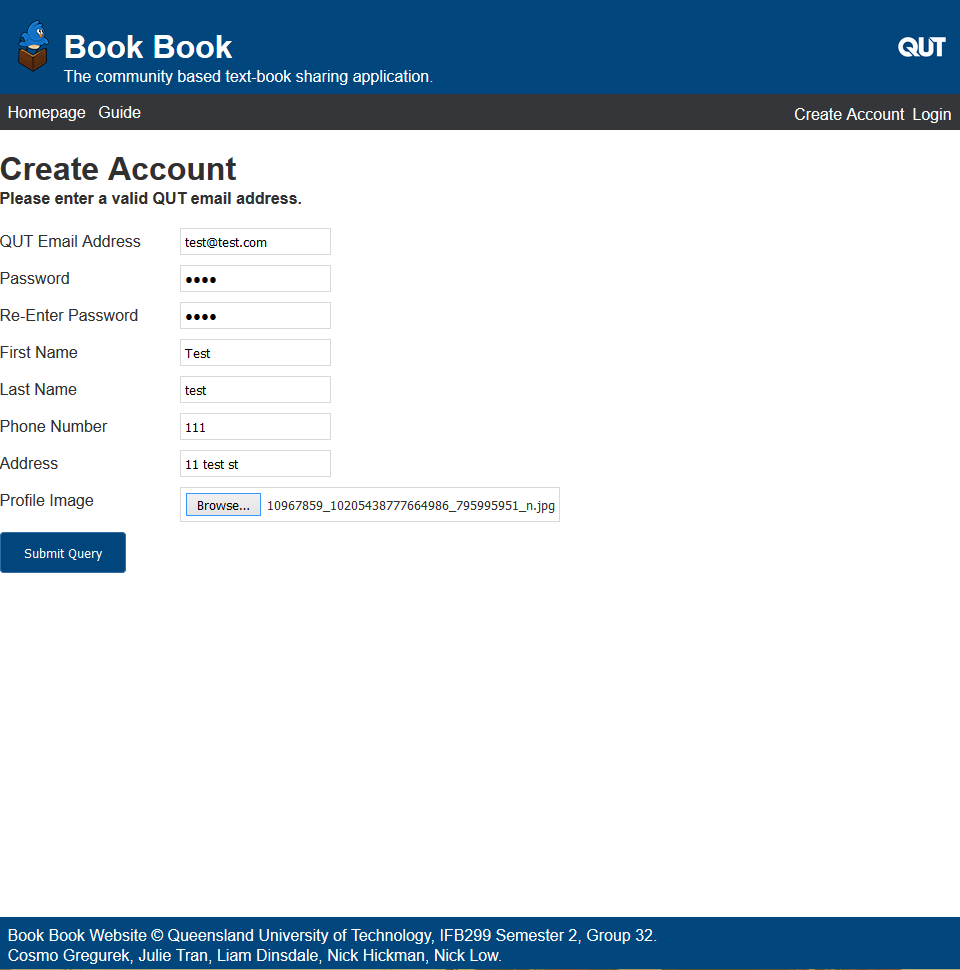 Book Book
The community based text-book sharing application.
QUT
Homepage Guide
Create Account Login
Create Account
Please enter a valid QUT email address.
QUT Email Address test@test.com
Password ●●●●
Re-Enter Password ●●●●
First Name Test
Last Name test
Phone Number 111
Address 11 test st
Profile Image Browse... 10967859_10205438777664986_795995951_n.jpg
Submit Query
Book Book Website © Queensland University of Technology, IFB299 Semester 2, Group 32.
Cosmo Gregurek, Julie Tran, Liam Dinsdale, Nick Hickman, Nick Low.